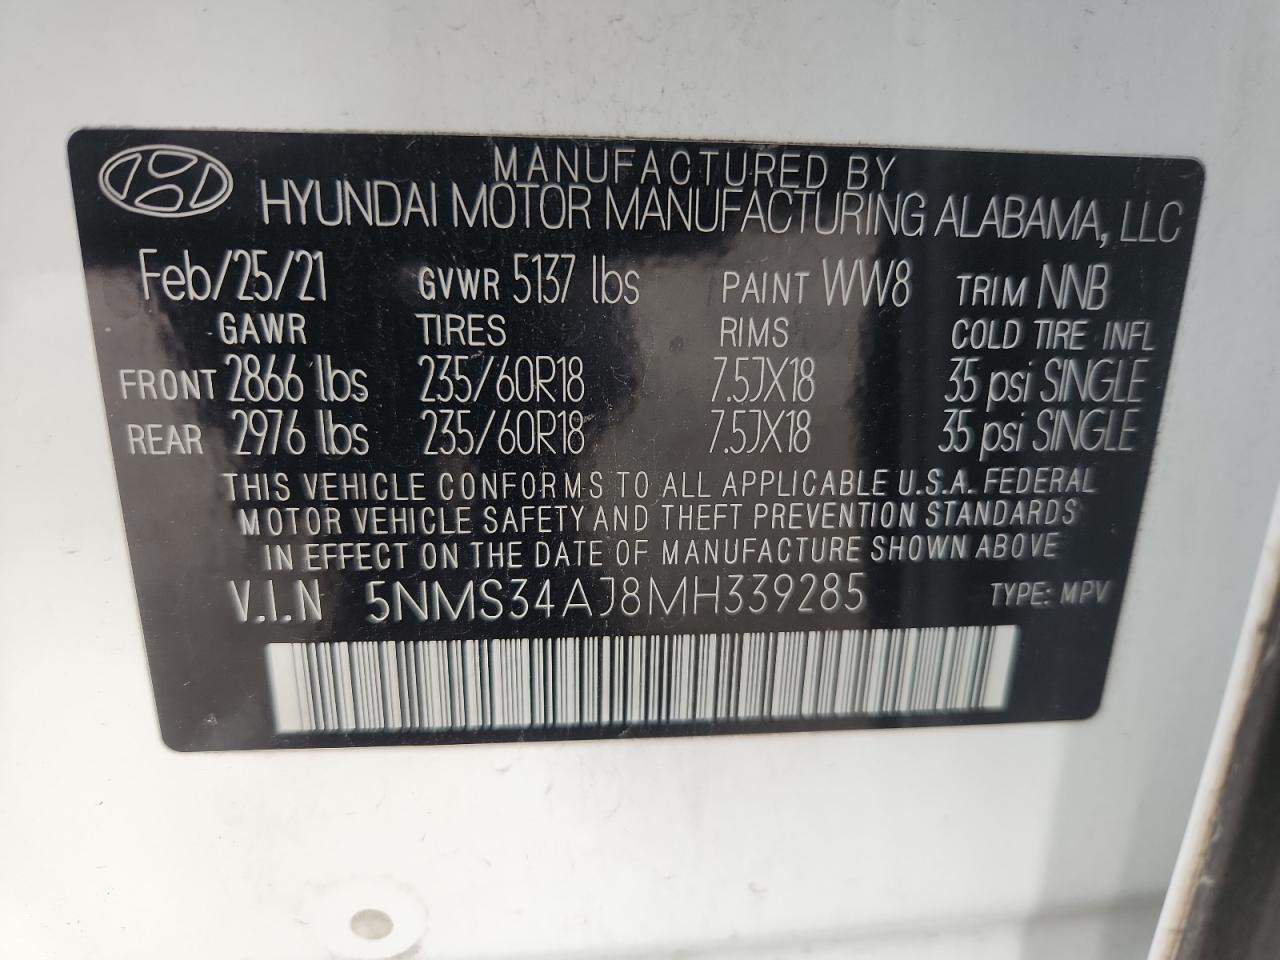 MANUFACTURED BY
HYUNDAI MOTOR MANUFACTURING ALABAMA, LLC
Feb/25/21 GVWR 5137 lbs PAINT WW8 TRIM NNB
GAWR TIRES RIMS COLD TIRE INFL
FRONT 2866 lbs 235/60R18 7.5JX18 35 psi SINGLE
REAR 2976 lbs 235/60R18 7.5JX18 35 psi SINGLE
THIS VEHICLE CONFORMS TO ALL APPLICABLE U.S.A. FEDERAL
MOTOR VEHICLE SAFETY AND THEFT PREVENTION STANDARDS
IN EFFECT ON THE DATE OF MANUFACTURE SHOWN ABOVE
V.I.N 5NMS34AJ8MH339285 TYPE: MPV